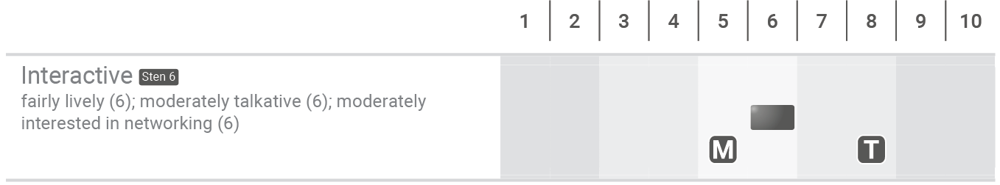 1 2 3 4 5 6 7 8 9 10
Interactive Sten 6
fairly lively (6); moderately talkative (6); moderately
interested in networking (6)
M T